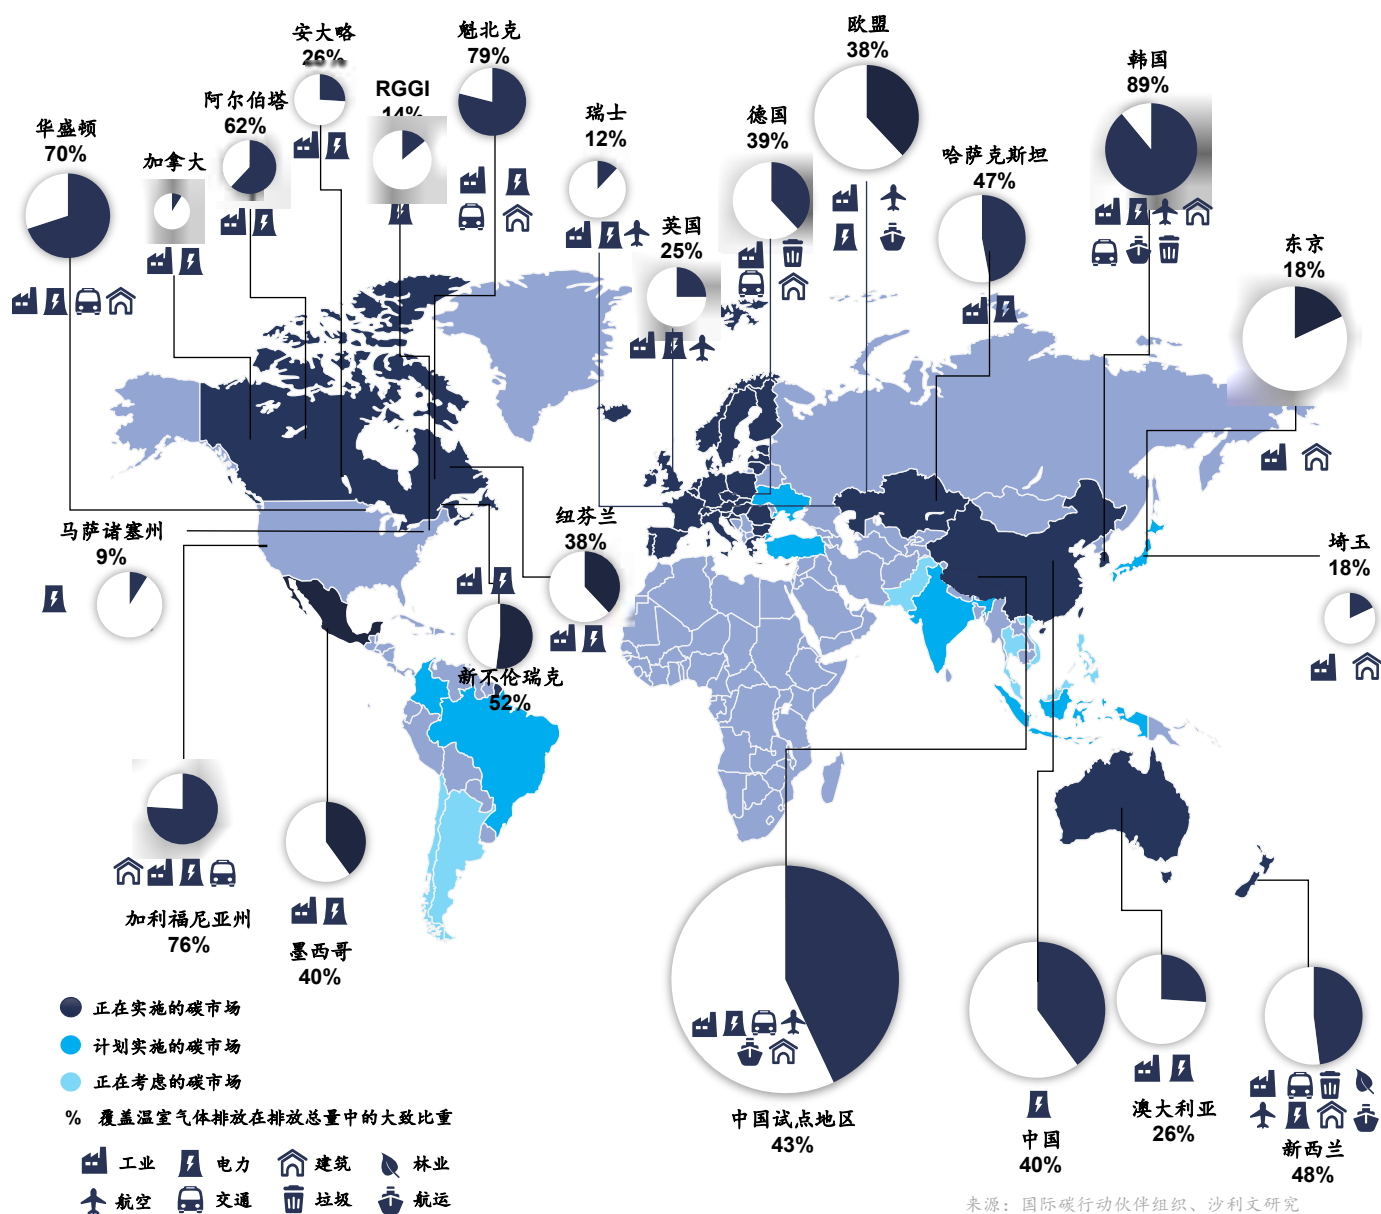 安大略
26%
魁北克
79%
欧盟
38%
韩国
89%
阿尔伯塔
62%
RGGI
14%
瑞士
12%
德国
39%
华盛顿
70%
加拿大
哈萨克斯坦
47%
英国
25%
东京
18%
马萨诸塞州
9%
纽芬兰
38%
埼玉
18%
新不伦瑞克
52%
加利福尼亚州
76%
墨西哥
40%
正在实施的碳市场
计划实施的碳市场
正在考虑的碳市场
% 覆盖温室气体排放在排放总量中的大致比重
工业 电力 建筑 林业
航空 交通 垃圾 航运
中国试点地区
43%
中国
40%
澳大利亚
26%
新西兰
48%
来源：国际碳行动伙伴组织、沙利文研究